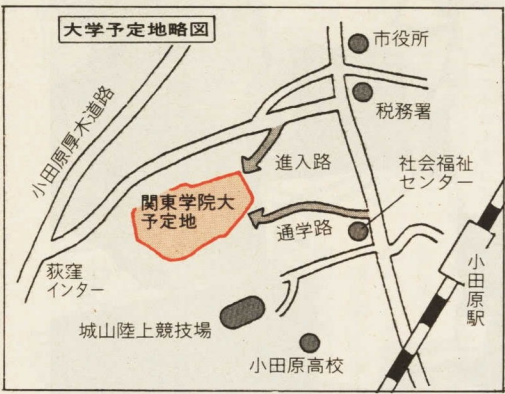 大学予定地略図
市役所
税務署
小田原厚木道路
進入路
社会福祉
センター
関東学院大
予定地
通学路
荻窪
インター
小田原駅
城山陸上競技場
小田原高校